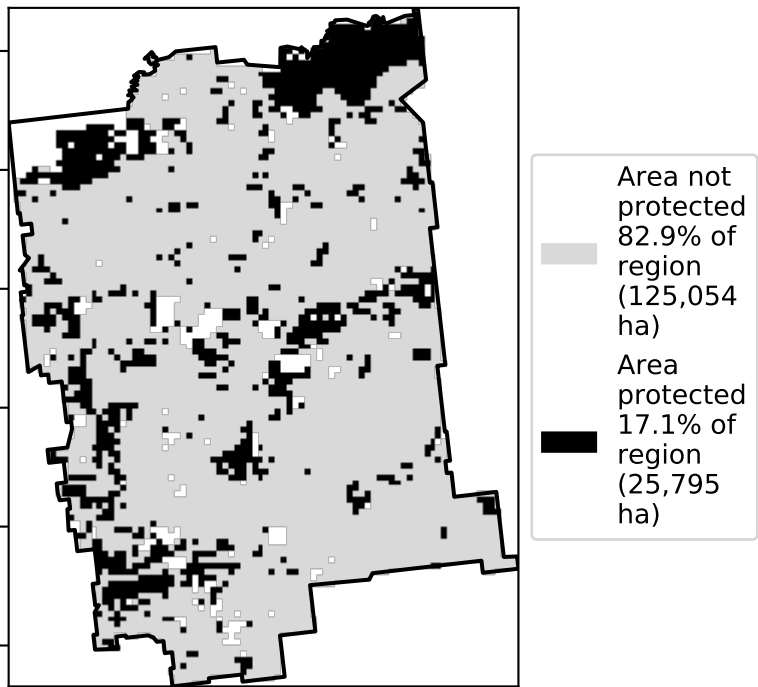 Area not
protected
82.9% of
region
(125,054
ha)
Area
protected
17.1% of
region
(25,795
ha)